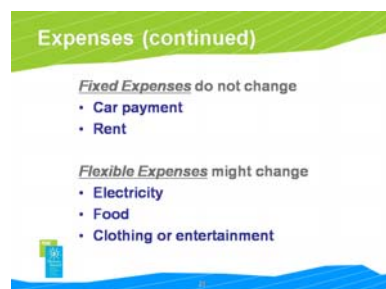 Expenses (continued)
Fixed Expenses do not change
• Car payment
• Rent
Flexible Expenses might change
• Electricity
• Food
• Clothing or entertainment